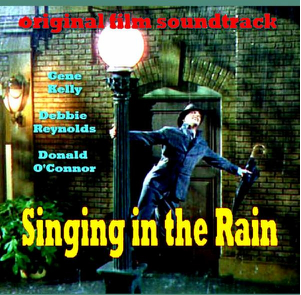 original film soundtrack
Gene
Kelly
Debbie
Reynolds
Donald
O'Connor
Singing in the Rain